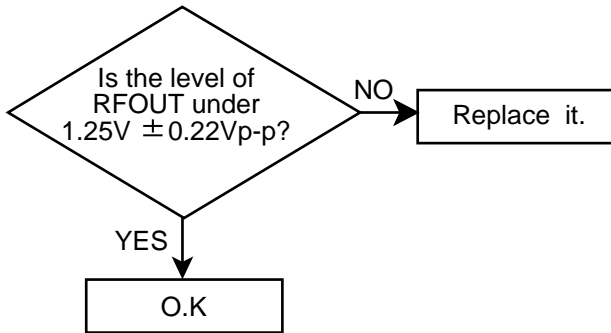 Is the level of
RFOUT under
1.25V ±0.22Vp-p?
NO
Replace it.
YES
O.K